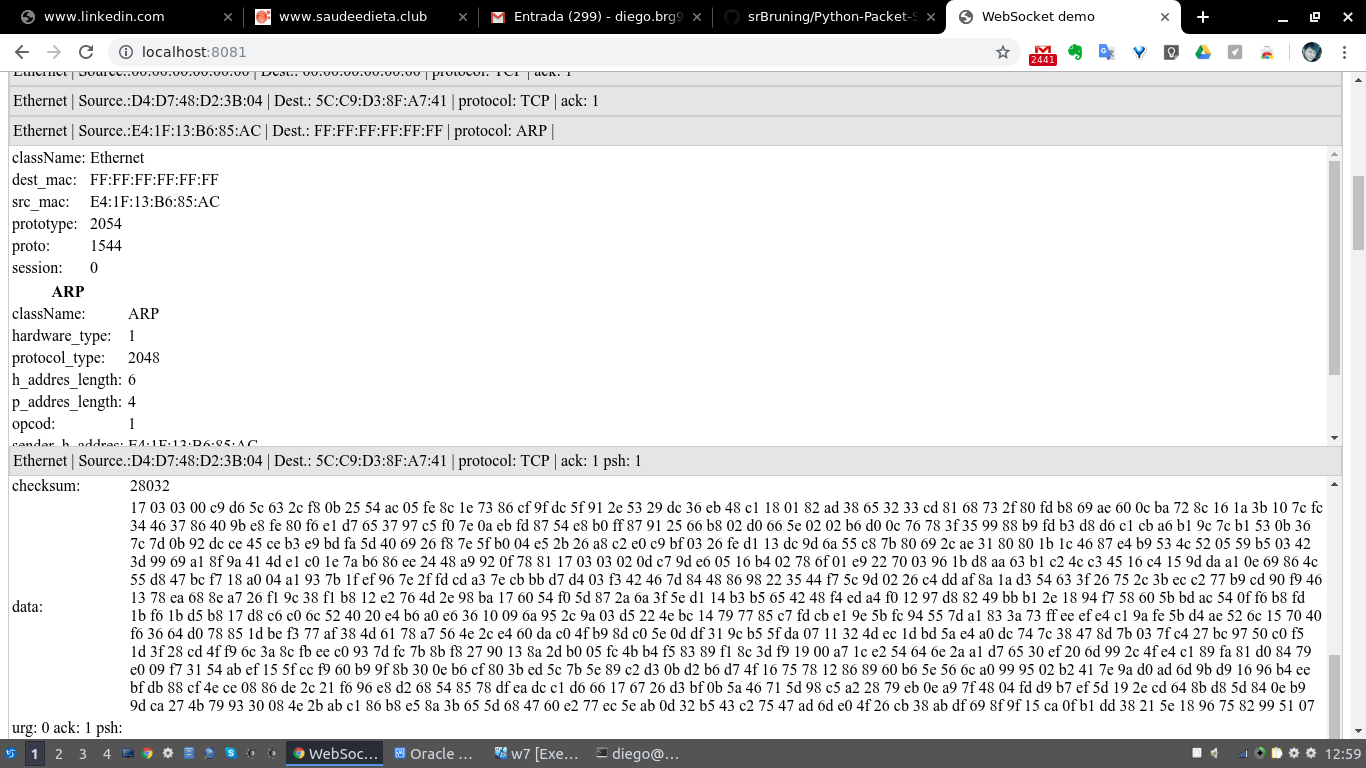 www.linkedin.com
www.saudeedieta.club
Entrada (299) - diego.brg9
srBruning/Python-Packet-S
WebSocket demo
localhost:8081
2441
Ethernet | Source.:00:00:00:00:00:00 | Dest.: 00:00:00:00:00:00 | protocol: TCP | ack: 1
Ethernet | Source.:D4:D7:48:D2:3B:04 | Dest.: 5C:C9:D3:8F:A7:41 | protocol: TCP | ack: 1
Ethernet | Source.:E4:1F:13:B6:85:AC | Dest.: FF:FF:FF:FF:FF:FF | protocol: ARP |
className: Ethernet
dest_mac: FF:FF:FF:FF:FF:FF
src_mac: E4:1F:13:B6:85:AC
prototype: 2054
proto: 1544
session: 0
ARP
className: ARP
hardware_type: 1
protocol_type: 2048
h_addres_length: 6
p_addres_length: 4
opcod: 1
sender_h_addres: E4:1F:13:B6:85:AC
Ethernet | Source.:D4:D7:48:D2:3B:04 | Dest.: 5C:C9:D3:8F:A7:41 | protocol: TCP | ack: 1 psh: 1
checksum: 28032
data:
17 03 03 00 c9 d6 5c 63 2c f8 0b 25 54 ac 05 fe 8c 1e 73 86 cf 9f dc 5f 91 2e 53 29 dc 36 eb 48 c1 18 01 82 ad 38 65 32 33 cd 81 68 73 2f 80 fd b8 69 ae 60 0c ba 72 8c 16 1a 3b 10 7c fc
34 46 37 86 40 9b e8 fe 80 f6 e1 d7 65 37 97 c5 f0 7e 0a eb fd 87 54 e8 b0 ff 87 91 25 66 b8 02 d0 66 5e 02 02 b6 d0 0c 76 78 3f 35 99 88 b9 fd b3 d8 d6 c1 cb a6 b1 9c 7c b1 53 0b 36
7c 7d 0b 92 dc ce 45 ce b3 e9 bd fa 5d 40 69 26 f8 7e 5f b0 04 e5 2b 26 a8 c2 e0 c9 bf 03 26 fe d1 13 dc 9d 6a 55 c8 7b 80 69 2c ae 31 80 80 1b 1c 46 87 e4 b9 53 4c 52 05 59 b5 03 42
3d 99 69 a1 8f 9a 41 4d e1 c0 1e 7a b6 86 ee 24 48 a9 92 0f 78 81 17 03 03 02 0d c7 9d e6 05 16 b4 02 78 6f 01 e9 22 70 03 96 1b d8 aa 63 b1 c2 4c c3 45 16 c4 15 9d da a1 0e 69 86 4c
55 d8 47 bc f7 18 a0 04 a1 93 7b 1f ef 96 7e 2f fd cd a3 7e cb bb d7 d4 03 f3 42 46 7d 84 48 86 98 22 35 44 f7 5c 9d 02 26 c4 dd af 8a 1a d3 54 63 3f 26 75 2c 3b ec c2 77 b9 cd 90 f9 46
13 78 ea 68 8e a7 26 f1 9c 38 f1 b8 12 e2 76 4d 2e 98 ba 17 60 54 f0 5d 87 2a 6a 3f 5e d1 14 b3 b5 65 42 48 f4 ed a4 f0 12 97 d8 82 49 bb b1 2e 18 94 f7 58 60 5b bd ac 54 0f f6 b8 fd
1b f6 1b d5 b8 17 d8 c6 c0 6c 52 40 20 e4 b6 a0 e6 36 10 09 6a 95 2c 9a 03 d5 22 4e bc 14 79 77 85 c7 fd cb e1 9e 5b fc 94 55 7d a1 83 3a 73 ff ee ef e4 c1 9a fe 5b d4 ae 52 6c 15 70 40
f6 36 64 d0 78 85 1d be f3 77 af 38 4d 61 78 a7 56 4e 2c e4 60 da c0 4f b9 8d c0 5e 0d df 31 9c b5 5f da 07 11 32 4d ec 1d bd 5a e4 a0 dc 74 7c 38 47 8d 7b 03 7f c4 27 bc 97 50 c0 f5
1d 3f 28 cd 4f f9 6c 3a 8c fb ee c0 93 7d fc 7b 8b f8 27 90 13 8a 2d b0 05 fc 4b b4 f5 83 89 f1 8c 3d f9 19 00 a7 1c e2 54 64 6e 2a a1 d7 65 30 ef 20 6d 99 2c 4f e4 c1 89 fa 81 d0 84 79
e0 09 f7 31 54 ab ef 15 5f cc f9 60 b9 9f 8b 30 0e b6 cf 80 3b ed 5c 7b 5e 89 c2 d3 0b d2 b6 d7 4f 16 75 78 12 86 89 60 b6 5e 56 6c a0 99 95 02 b2 41 7e 9a d0 ad 6d 9b d9 16 96 b4 ee
bf db 88 cf 4e ce 08 86 de 2c 21 f6 96 e8 d2 68 54 85 78 df ea dc c1 d6 66 17 67 26 d3 bf 0b 5a 46 71 5d 98 c5 a2 28 79 eb 0e a9 7f 48 04 fd d9 b7 ef 5d 19 2e cd 64 8b d8 5d 84 0e b9
9d ca 27 4b 79 93 30 08 4e 2b ab c1 86 b8 e5 8a 3b 65 5d 68 47 60 e2 77 ec 5e ab 0d 32 b5 43 c2 75 47 ad 6d e0 4f 26 cb 38 ab df 69 8f 9f 15 ca 0f b1 dd 38 21 5e 18 96 75 82 99 51 07
urg: 0 ack: 1 psh:
1 2 3 4 WebSoc... Oracle ... w7 [Exe... diego@... 12:59